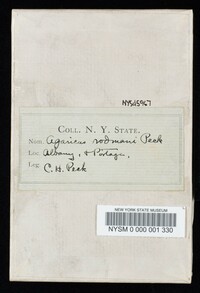 NYSf5967
COLL. N. Y. STATE.
Nom. Agaricus rodmani Peck
Loc. Albany, & Portage,
Leg. C. H. Peck
NEW YORK STATE MUSEUM
NYSM 0 000 001 330